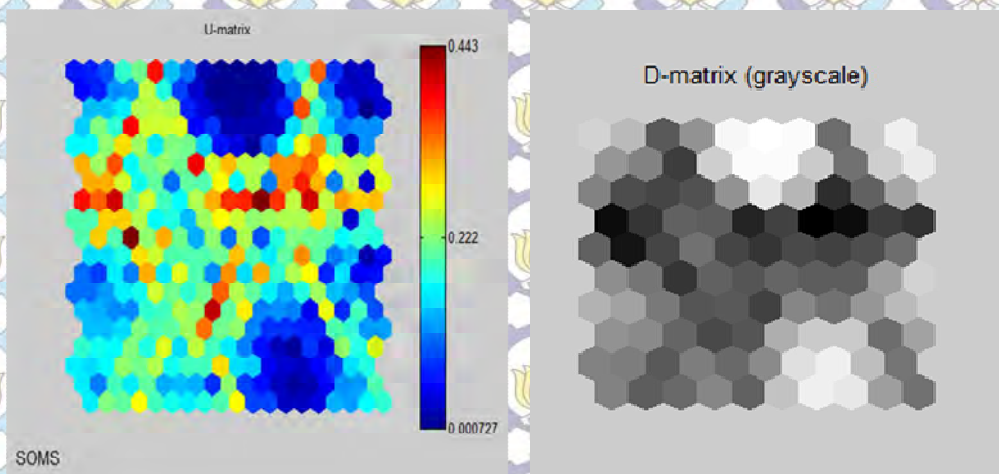 U-matrix
0.443
0.222
0.000727
SOMS
D-matrix (grayscale)